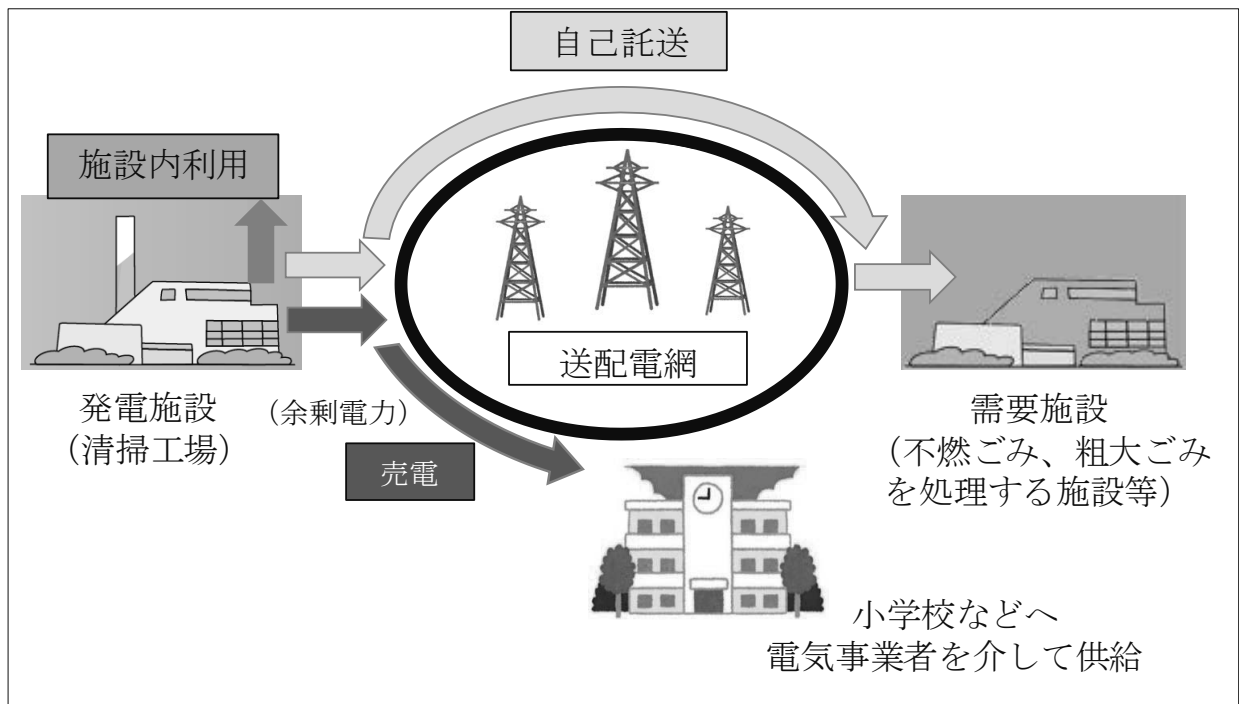 自己託送
施設内利用
送配電網
発電施設
（清掃工場）
（余剰電力）
売電
需要施設
（不燃ごみ、粗大ごみ
を処理する施設等）
小学校などへ
電気事業者を介して供給